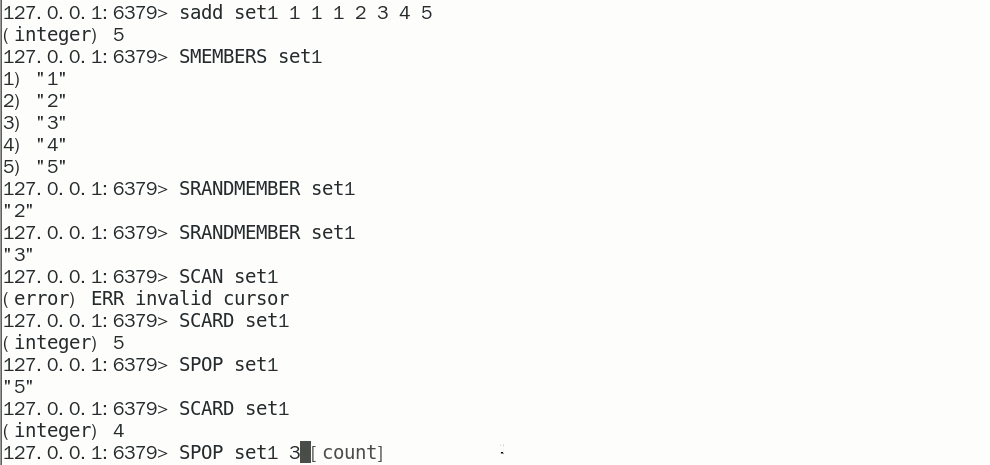 127.0.0.1:6379> sadd set1 1 1 1 2 3 4 5
(integer) 5
127.0.0.1:6379> SMEMBERS set1
1) "1"
2) "2"
3) "3"
4) "4"
5) "5"
127.0.0.1:6379> SRANDMEMBER set1
"2"
127.0.0.1:6379> SRANDMEMBER set1
"3"
127.0.0.1:6379> SCAN set1
(error) ERR invalid cursor
127.0.0.1:6379> SCARD set1
(integer) 5
127.0.0.1:6379> SPOP set1
"5"
127.0.0.1:6379> SCARD set1
(integer) 4
127.0.0.1:6379> SPOP set1 3 [count]